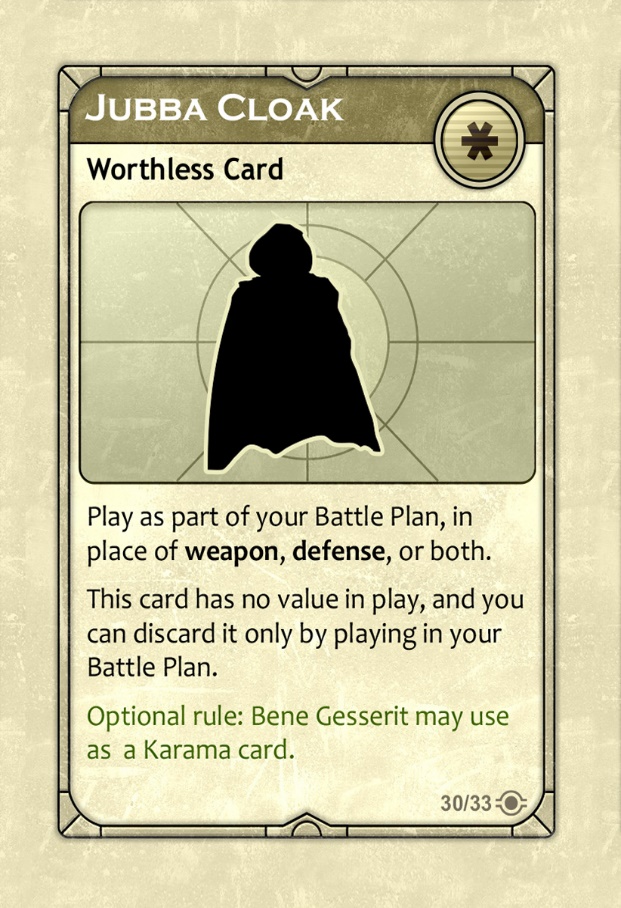 Jubba Cloak
Worthless Card
Play as part of your Battle Plan, in
place of weapon, defense, or both.
This card has no value in play, and you
can discard it only by playing in your
Battle Plan.
Optional rule: Bene Gesserit may use
as a Karama card.
30/33